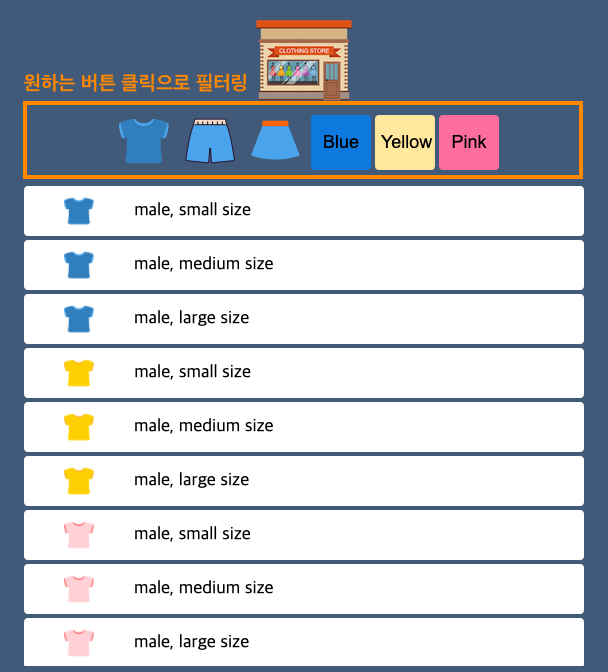 CLOTHING STORE
원하는 버튼 클릭으로 필터링
Blue Yellow Pink
male, small size
male, medium size
male, large size
male, small size
male, medium size
male, large size
male, small size
male, medium size
male, large size